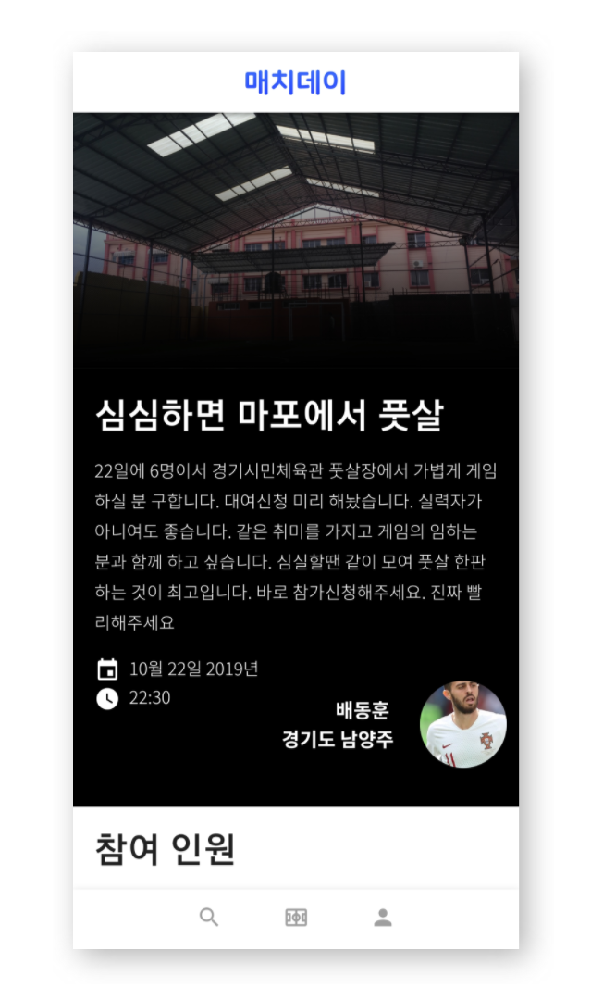 매치데이
심심하면 마포에서 풋살
22일에 6명이서 경기시민체육관 풋살장에서 가볍게 게임
하실 분 구합니다. 대여신청 미리 해놨습니다. 실력자가
아니여도 좋습니다. 같은 취미를 가지고 게임의 임하는
분과 함께 하고 싶습니다. 심실할땐 같이 모여 풋살 한판
하는 것이 최고입니다. 바로 참가신청해주세요. 진짜 빨
리해주세요
10월 22일 2019년
22:30
배동훈
경기도 남양주
참여 인원